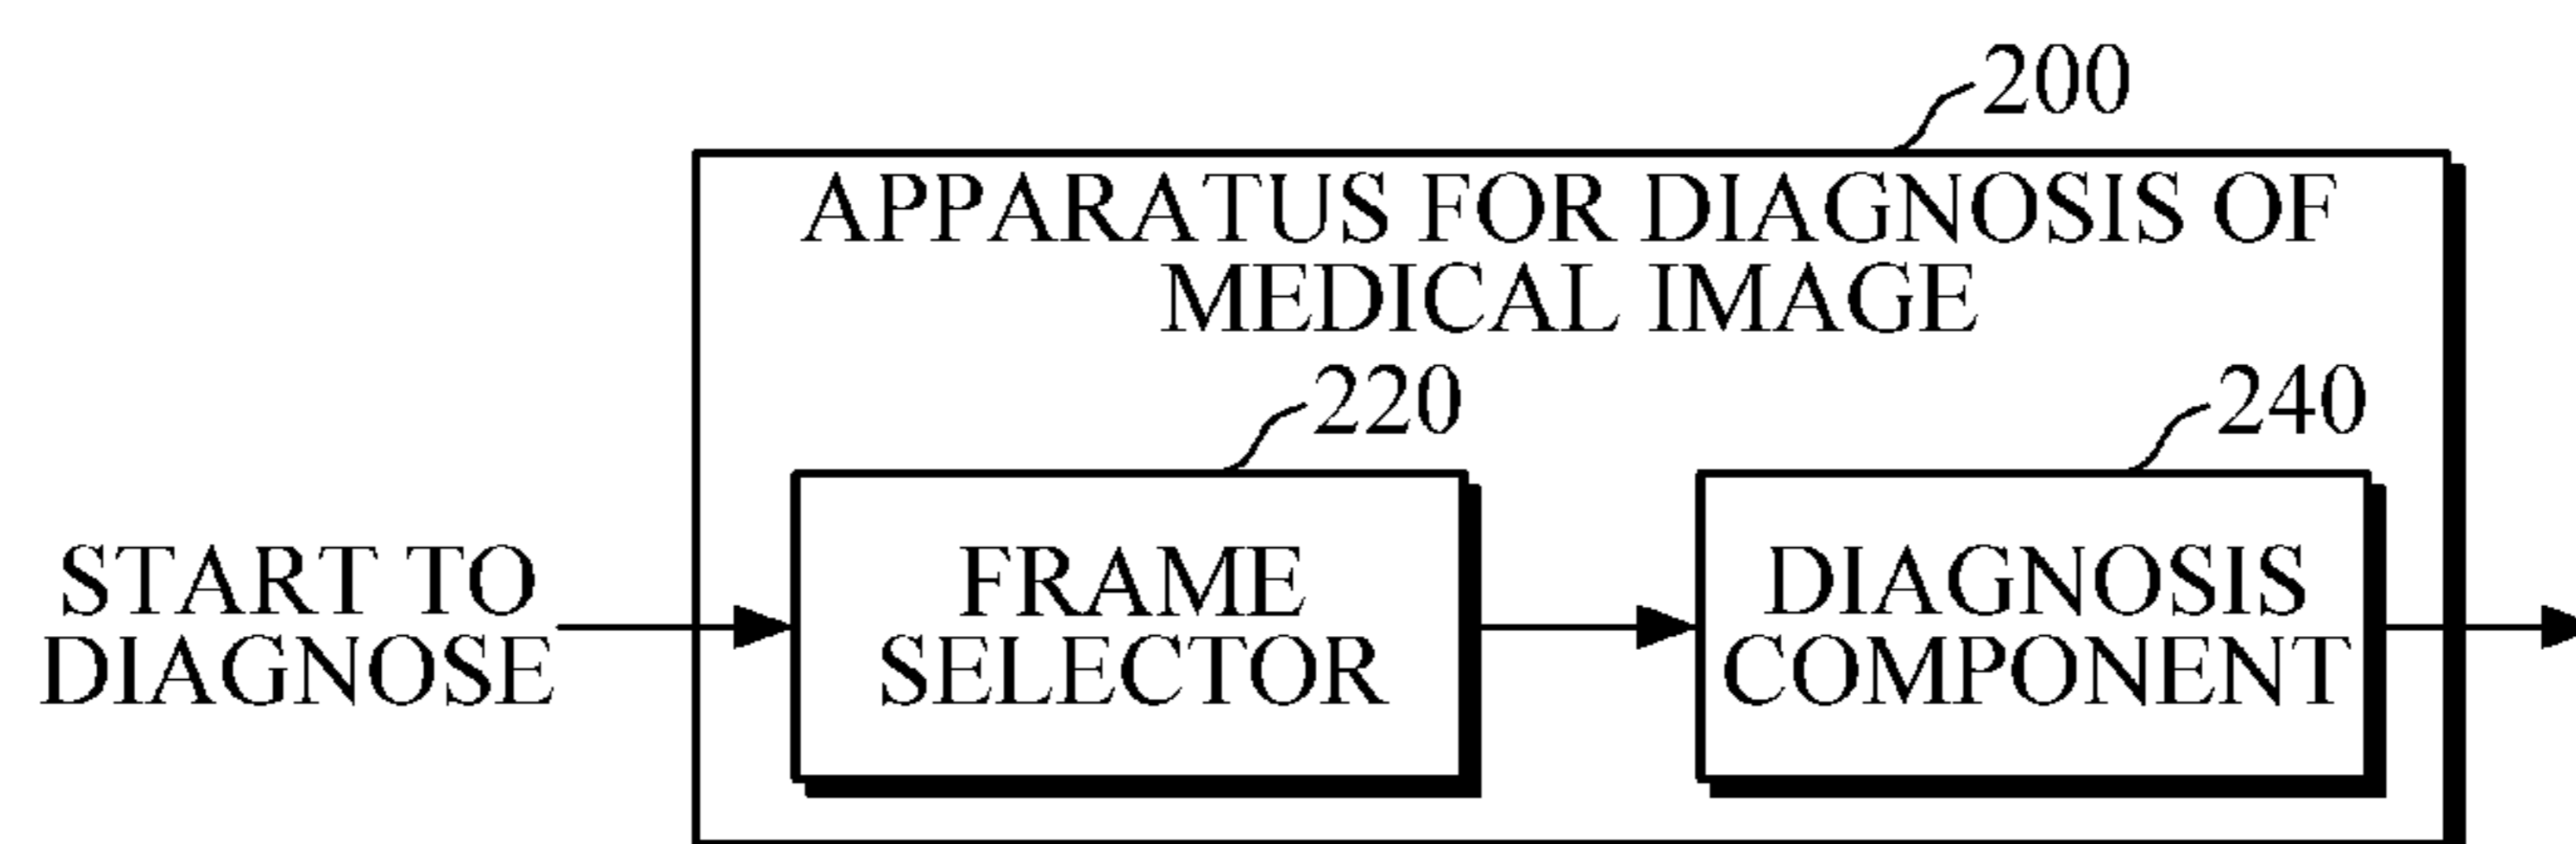 200
APPARATUS FOR DIAGNOSIS OF
MEDICAL IMAGE
220
240
START TO
DIAGNOSE
FRAME
SELECTOR
DIAGNOSIS
COMPONENT